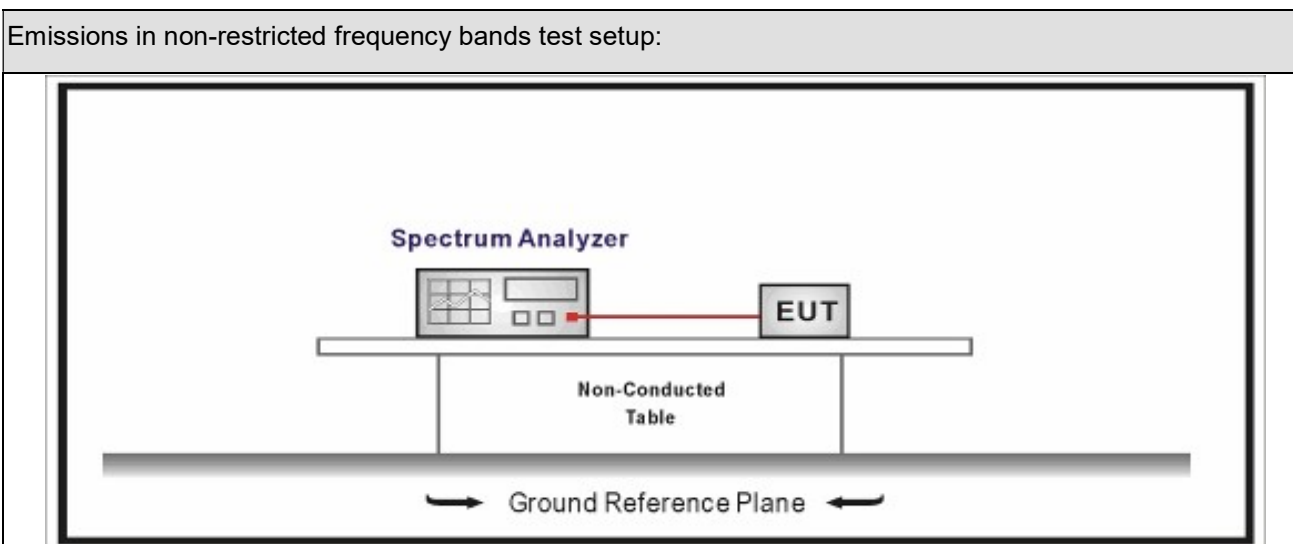 Emissions in non-restricted frequency bands test setup:
Spectrum Analyzer
EUT
Non-Conducted
Table
Ground Reference Plane